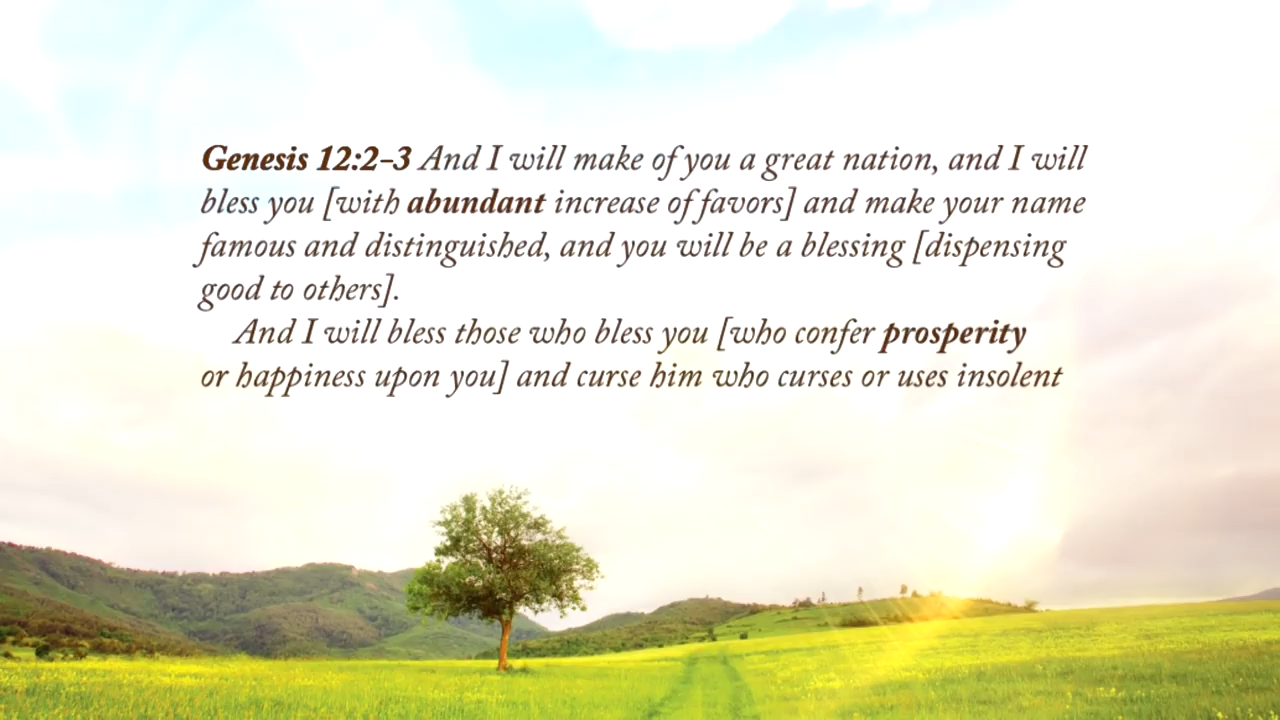 Genesis 12:2-3 And I will make of you a great nation, and I will
bless you [with abundant increase of favors] and make your name
famous and distinguished, and you will be a blessing [dispensing
good to others].
And I will bless those who bless you [who confer prosperity
or happiness upon you] and curse him who curses or uses insolent